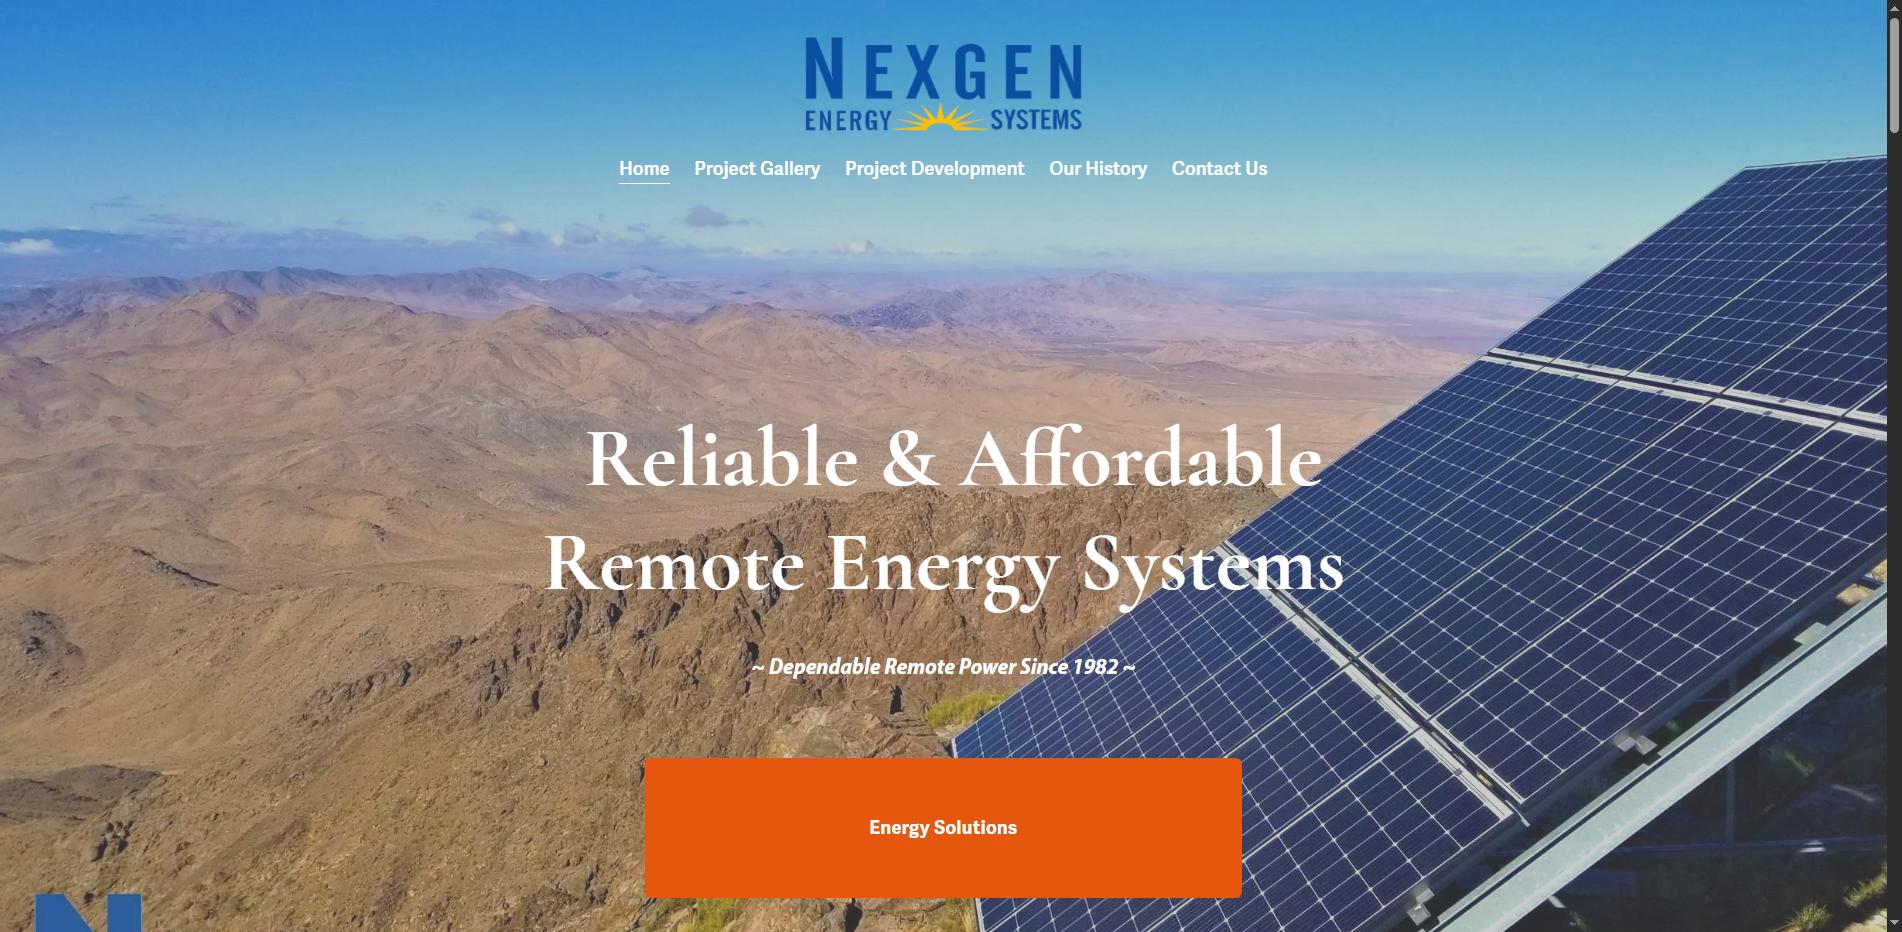 NEXGEN
ENERGY SYSTEMS
Home Project Gallery Project Development Our History Contact Us
Reliable & Affordable
Remote Energy Systems
~ Dependable Remote Power Since 1982 ~
Energy Solutions
N